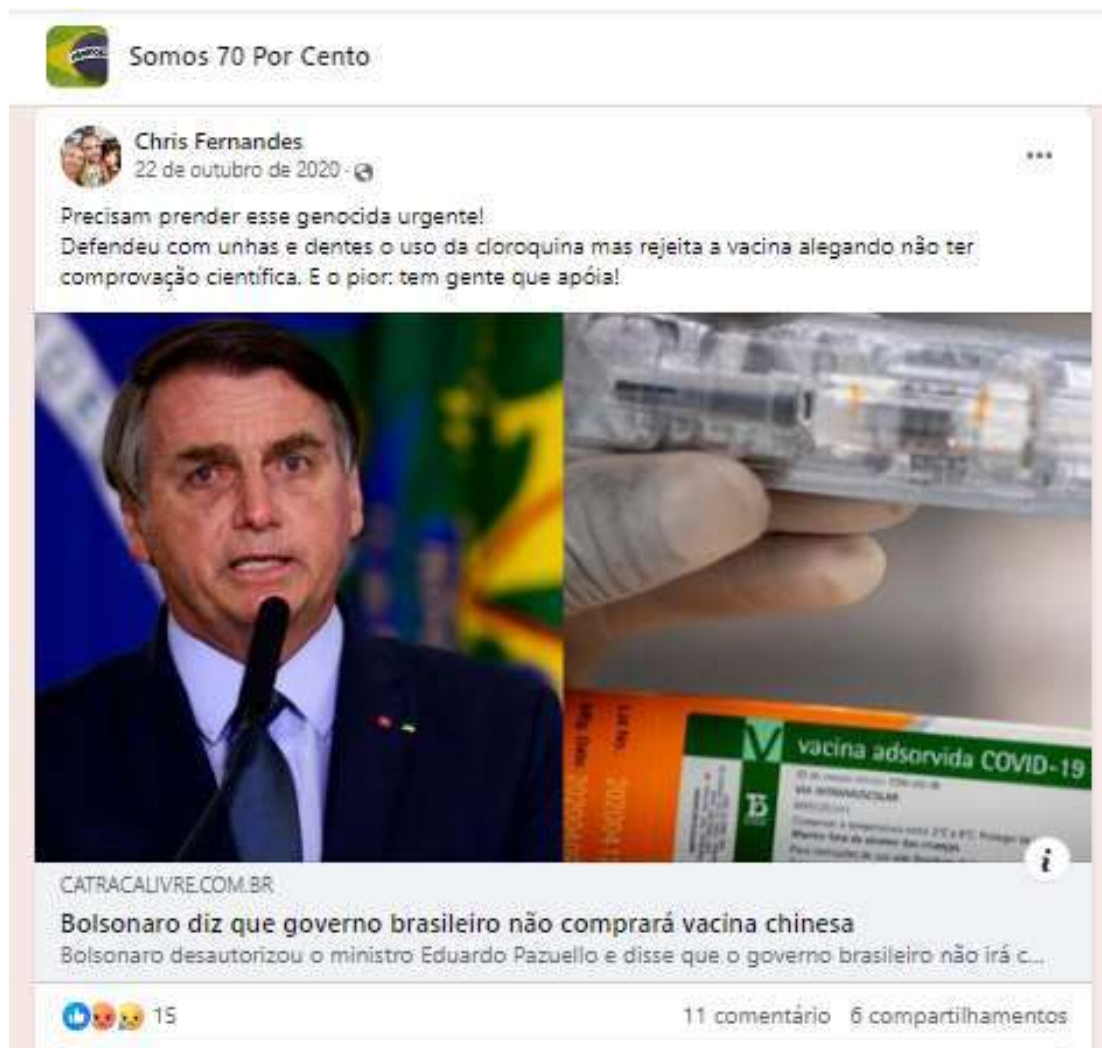 Somos 70 Por Cento
Chris Fernandes
22 de outubro de 2020 ·
Precisam prender esse genocida urgente!
Defendeu com unhas e dentes o uso da cloroquina mas rejeita a vacina alegando não ter
comprovação científica. E o pior: tem gente que apóia!
vacina adsorvida COVID-19
VIA INTRAMUSCULAR
CATRACALIVRE.COM.BR
Bolsonaro diz que governo brasileiro não comprará vacina chinesa
Bolsonaro desautorizou o ministro Eduardo Pazuello e disse que o governo brasileiro não irá c...
15
11 comentário 6 compartilhamentos